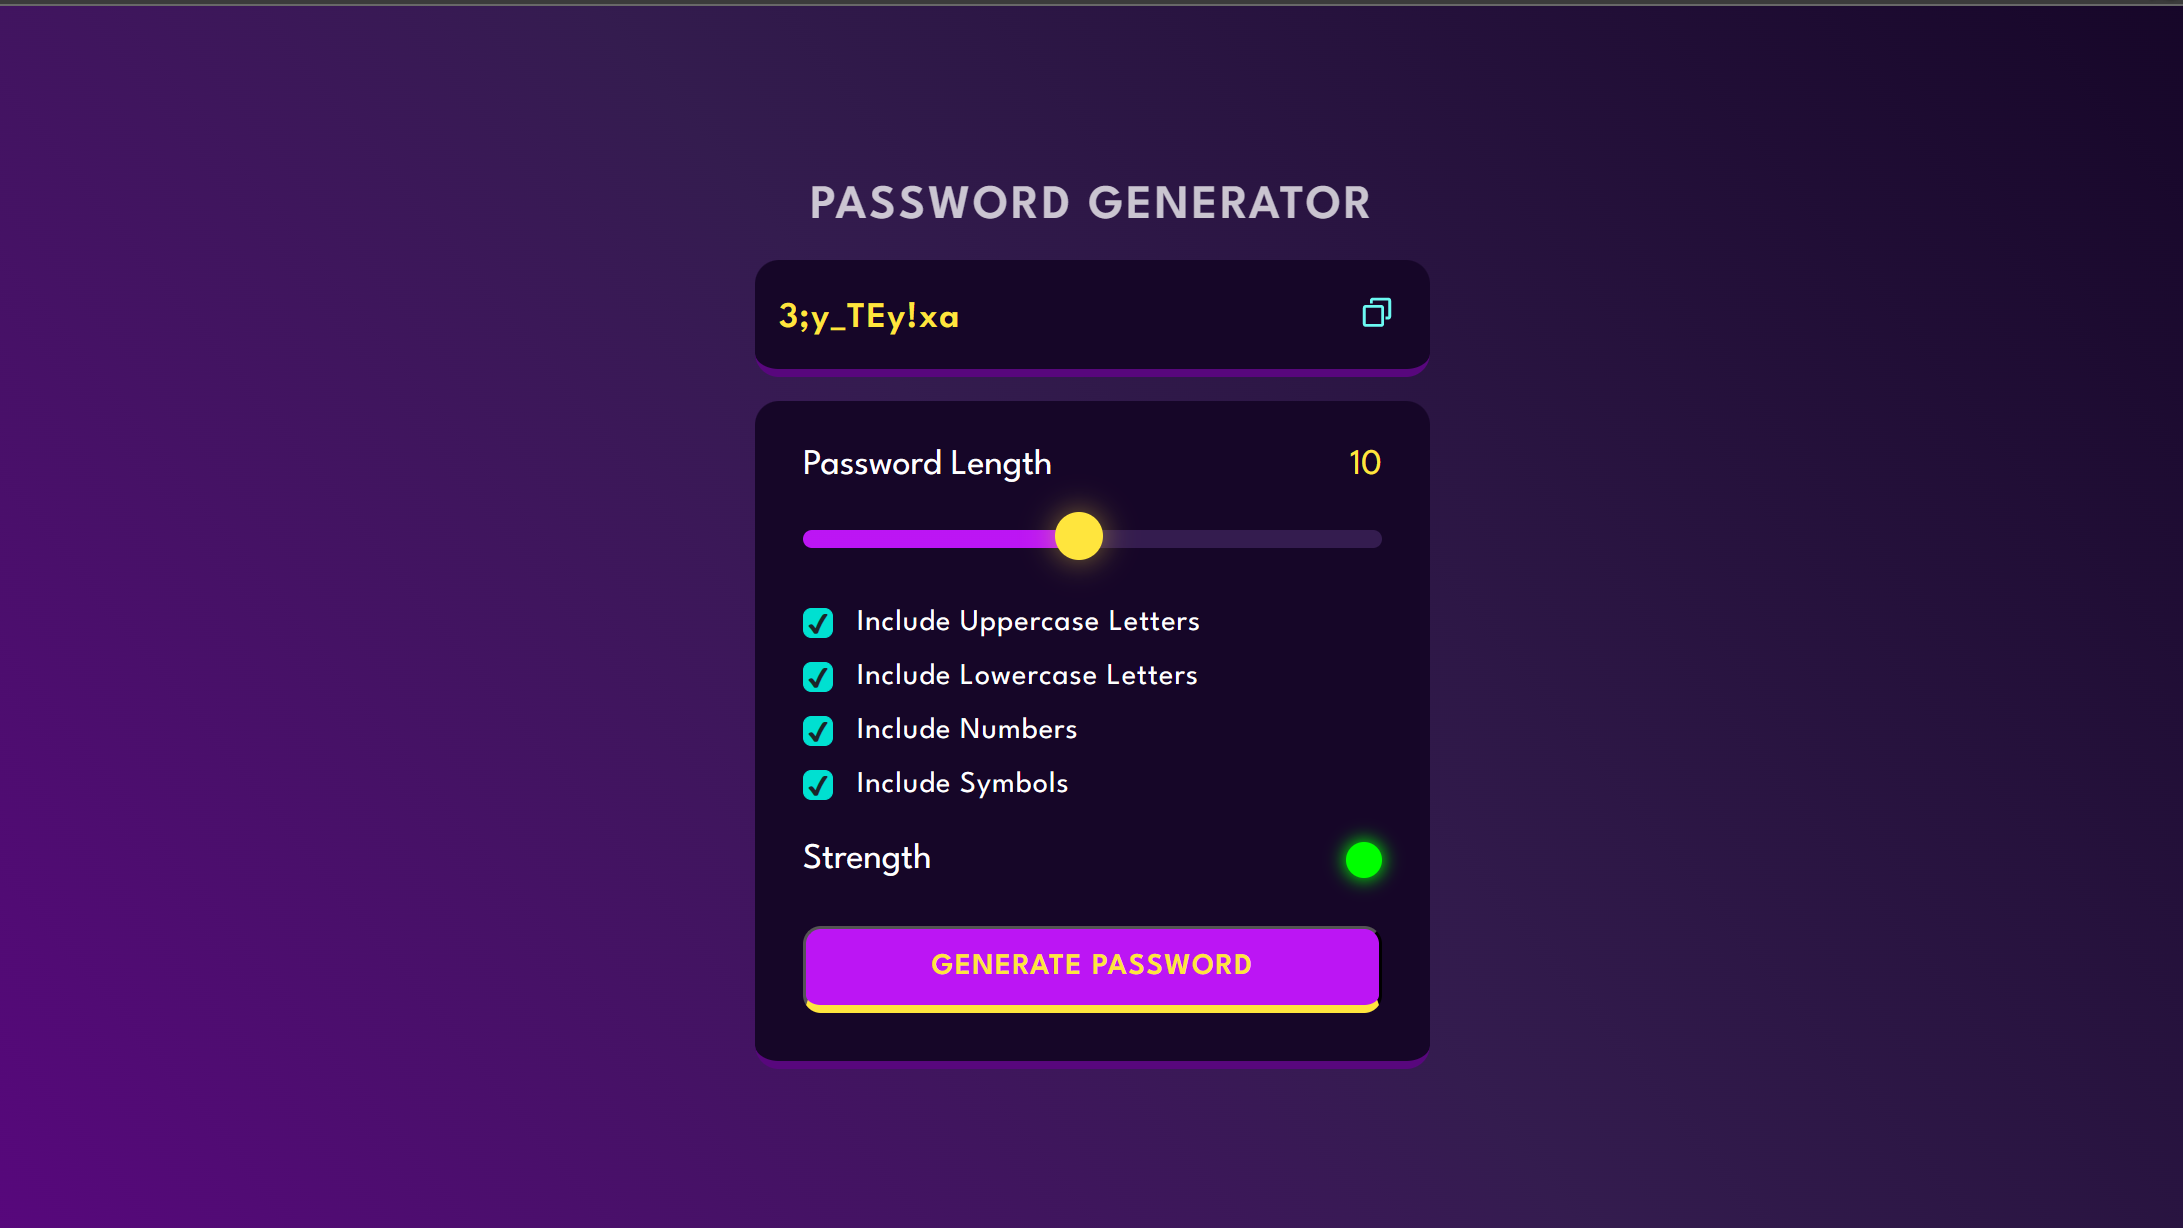 PASSWORD GENERATOR
3;y_TEy!xa
Password Length 10
Include Uppercase Letters
Include Lowercase Letters
Include Numbers
Include Symbols
Strength
GENERATE PASSWORD